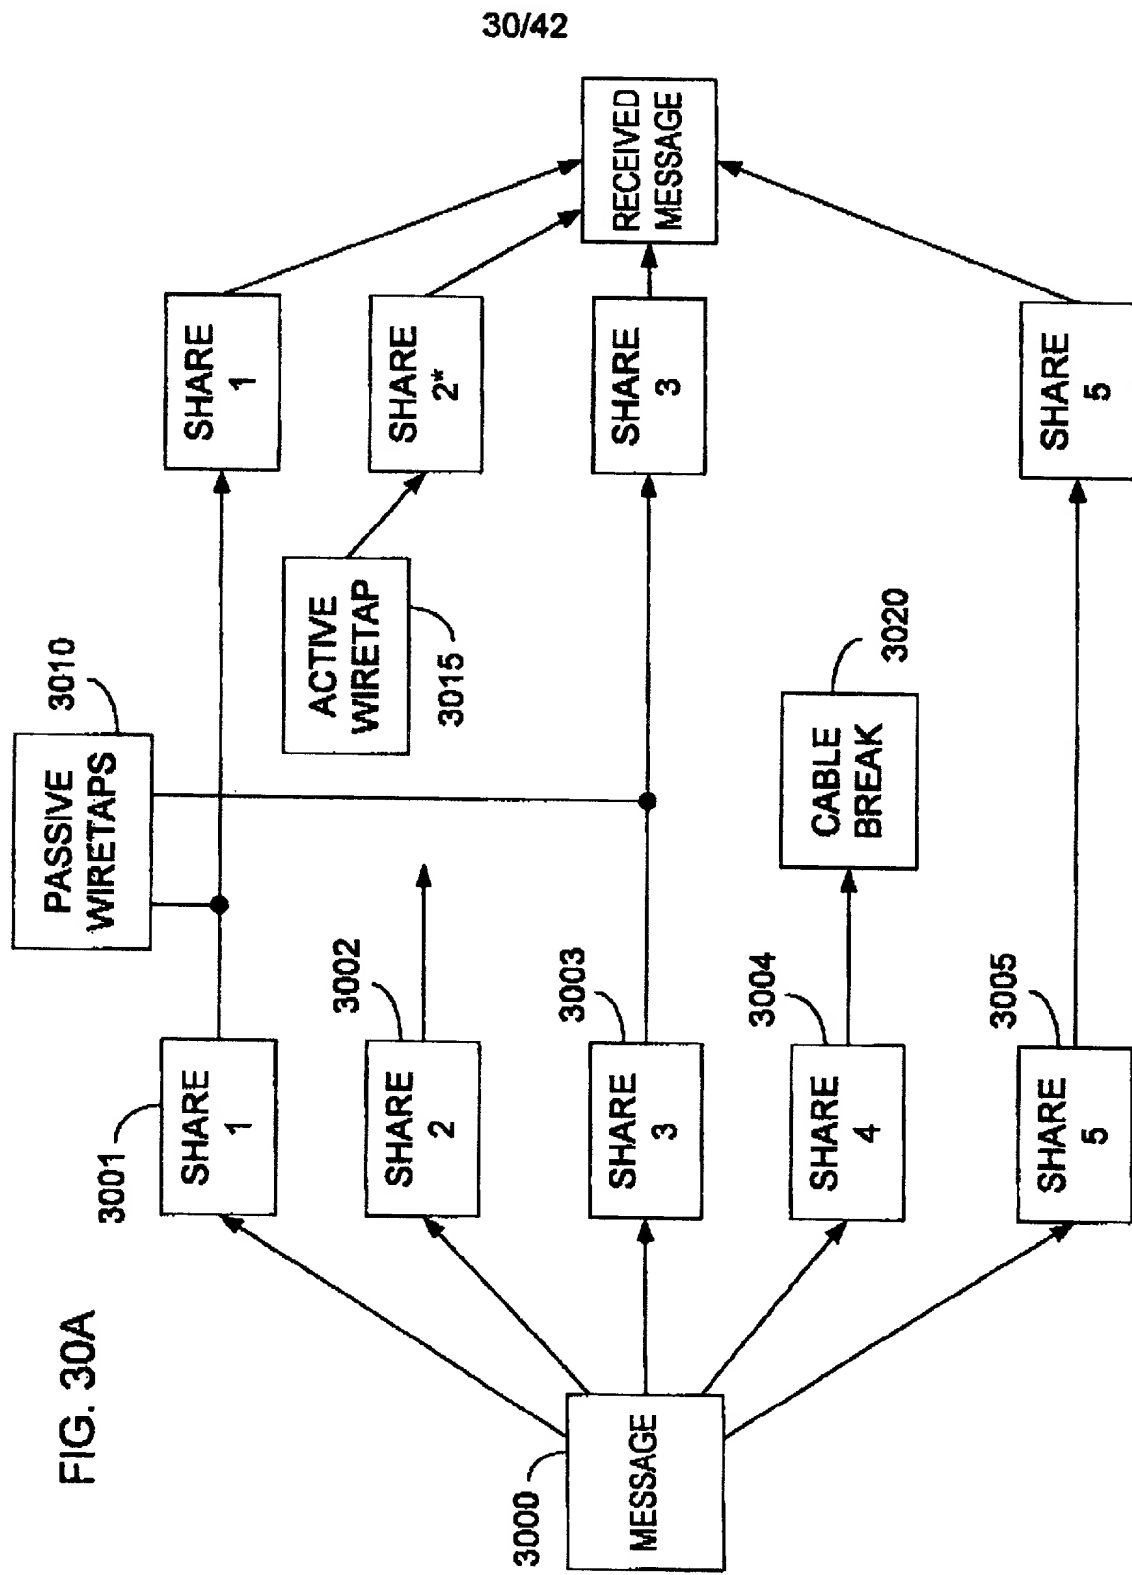 30/42
FIG. 30A
3000
MESSAGE
3001
SHARE
1
3002
SHARE
2
3003
SHARE
3
3004
SHARE
4
3005
SHARE
5
PASSIVE
WIRETAPS
3010
ACTIVE
WIRETAP
3015
CABLE
BREAK
3020
SHARE
1
SHARE
2*
SHARE
3
SHARE
5
RECEIVED
MESSAGE